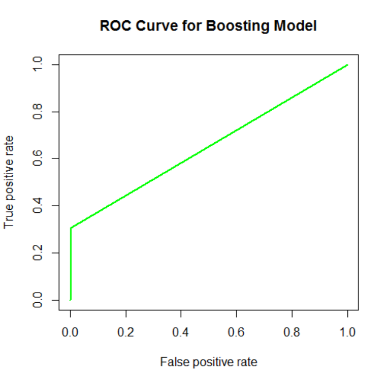 ROC Curve for Boosting Model
True positive rate
1.0
0.8
0.6
0.4
0.2
0.0
0.0 0.2 0.4 0.6 0.8 1.0
False positive rate